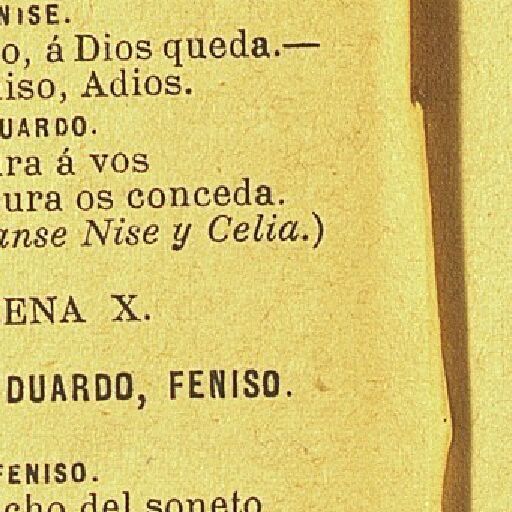 NISE.
o, á Dios queda.—
iso, Adios.
UARDO.
ra á vos
ura os conceda.
anse Nise y Celia.)
ENA X.
DUARDO, FENISO.
FENISO.
cho del soneto